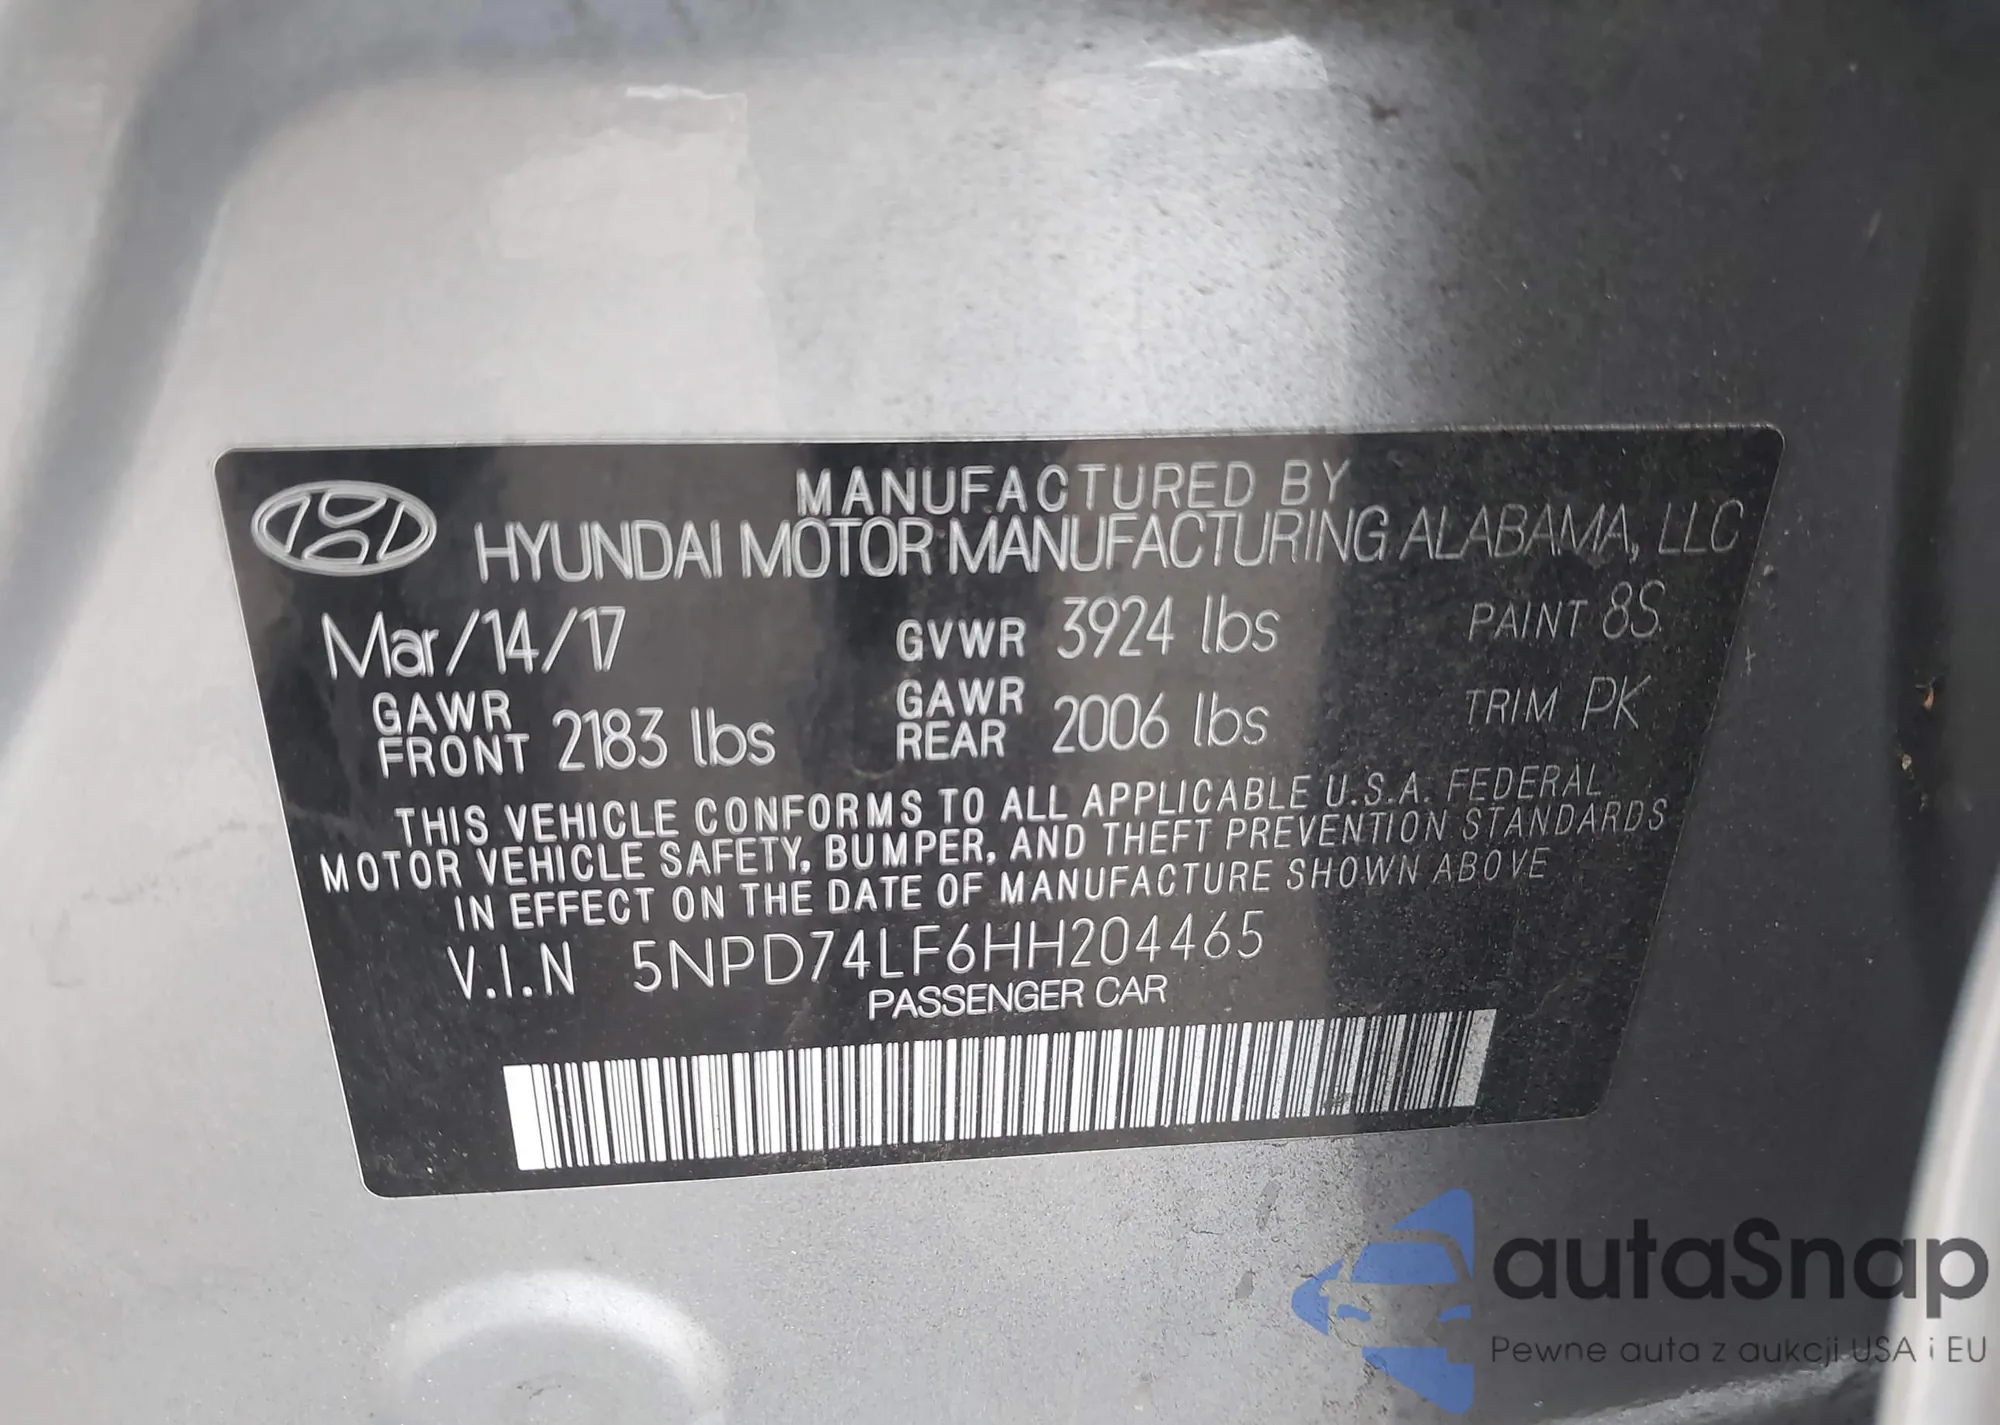 MANUFACTURED BY
HYUNDAI MOTOR MANUFACTURING ALABAMA, LLC
Mar/14/17 GVWR 3924 lbs PAINT 8S
GAWR FRONT 2183 lbs GAWR REAR 2006 lbs TRIM PK
THIS VEHICLE CONFORMS TO ALL APPLICABLE U.S.A. FEDERAL
MOTOR VEHICLE SAFETY, BUMPER, AND THEFT PREVENTION STANDARDS
IN EFFECT ON THE DATE OF MANUFACTURE SHOWN ABOVE
V.I.N 5NPD74LF6HH204465
PASSENGER CAR
autaSnap
Pewne auta z aukcji USA i EU